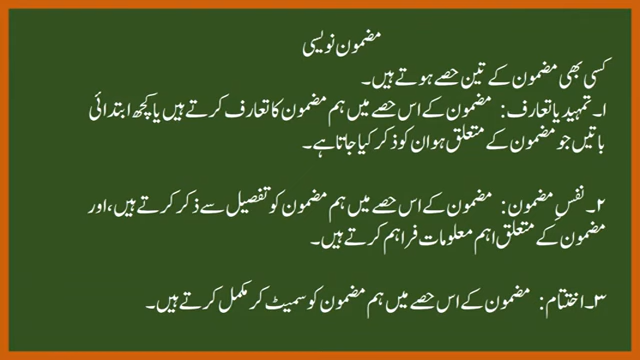 مضمون نویسی
کسی بھی مضمون کے تین حصے ہوتے ہیں۔
۱۔ تمہید یا تعارف: مضمون کے اس حصے میں ہم مضمون کا تعارف کرتے ہیں یا کچھ ابتدائی
باتیں جو مضمون کے متعلق ہو ان کو ذکر کیا جاتا ہے۔
۲۔ نفسِ مضمون: مضمون کے اس حصے میں ہم مضمون کو تفصیل سے ذکر کرتے ہیں، اور
مضمون کے متعلق اہم معلومات فراہم کرتے ہیں۔
۳۔ اختتام: مضمون کے اس حصے میں ہم مضمون کو سمیٹ کر مکمل کرتے ہیں۔